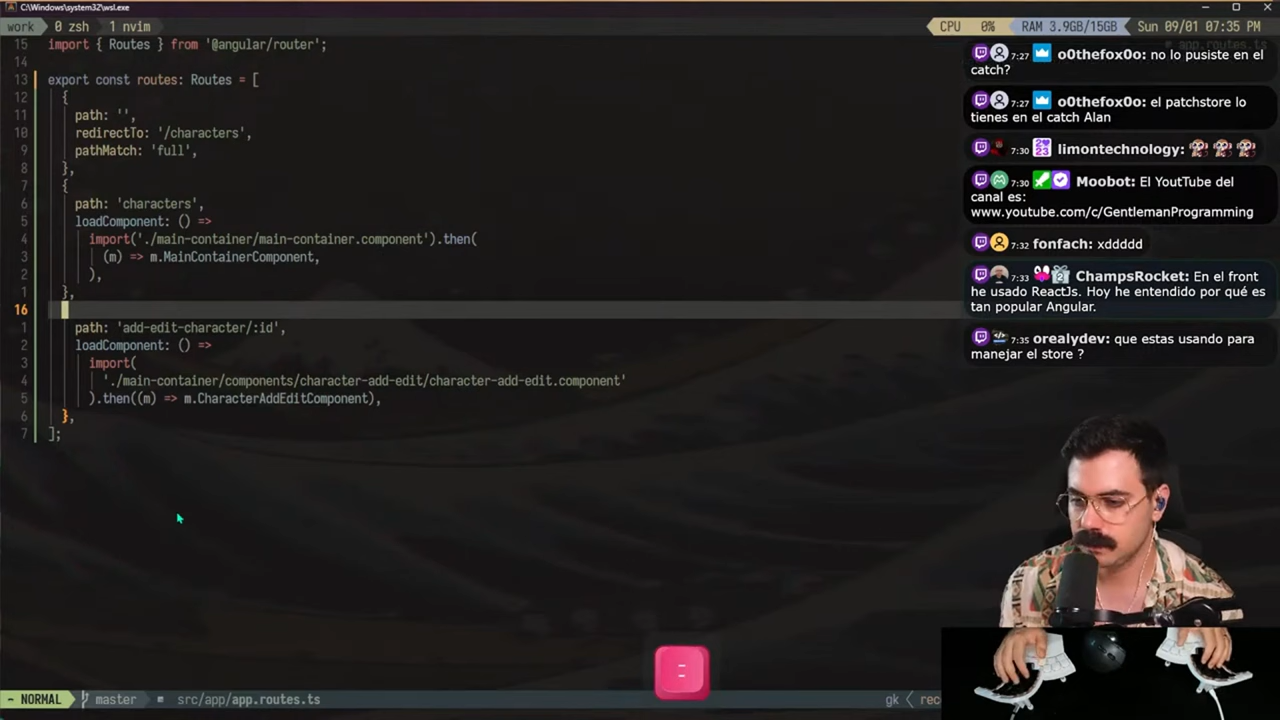 C:\Windows\system32\wsl.exe
work 0 zsh 1 nvim
CPU 0% RAM 3.9GB/15GB Sun 09/01 07:35 PM
15 import { Routes } from '@angular/router';
app.routes.ts
14
13 export const routes: Routes = [
12 {
11 path: '',
10 redirectTo: '/characters',
9 pathMatch: 'full',
8 },
7 {
6 path: 'characters',
5 loadComponent: () =>
4 import('./main-container/main-container.component').then(
3 (m) => m.MainContainerComponent,
2 ),
1 },
16
1 path: 'add-edit-character/:id',
2 loadComponent: () =>
3 import(
4 './main-container/components/character-add-edit/character-add-edit.component'
5 ).then((m) => m.CharacterAddEditComponent),
6 },
7 ];
7:27 o0thefox0o: no lo pusiste en el
catch?
7:27 o0thefox0o: el patchstore lo
tienes en el catch Alan
7:30 limontechnology:
7:30 Moobot: El YoutTube del
canal es:
www.youtube.com/c/GentlemanProgramming
7:32 fonfach: xddddd
7:33 ChampsRocket: En el front
he usado ReactJs. Hoy he entendido por qué es
tan popular Angular.
7:35 orealydev: que estas usando para
manejar el store ?
NORMAL master src/app/app.routes.ts
gk rec